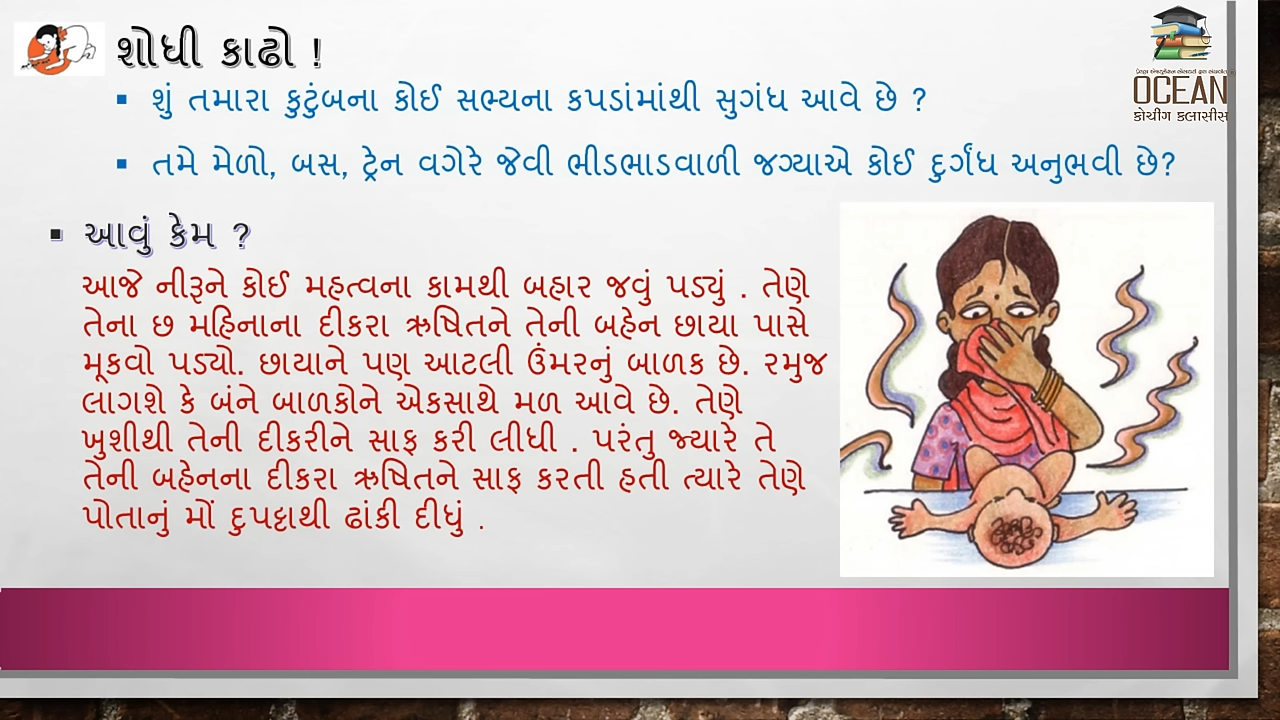 શોધી કાઢો !
શું તમારા કુટુંબના કોઈ સભ્યના કપડાંમાંથી સુગંધ આવે છે ?
તમે મેળો, બસ, ટ્રેન વગેરે જેવી ભીડભાડવાળી જગ્યાએ કોઈ દુર્ગંધ અનુભવી છે?
OCEAN
કોચીગ કલાસીસ
આવું કેમ ?
આજે નીરૂને કોઈ મહત્વના કામથી બહાર જવું પડ્યું . તેણે
તેના છ મહિનાના દીકરા ઋષિતને તેની બહેન છાયા પાસે
મૂકવો પડ્યો. છાયાને પણ આટલી ઉંમરનું બાળક છે. રમુજ
લાગશે કે બંને બાળકોને એકસાથે મળ આવે છે. તેણે
ખુશીથી તેની દીકરીને સાફ કરી લીધી . પરંતુ જ્યારે તે
તેની બહેનના દીકરા ઋષિતને સાફ કરતી હતી ત્યારે તેણે
પોતાનું મોં દુપટ્ટાથી ઢાંકી દીધું .